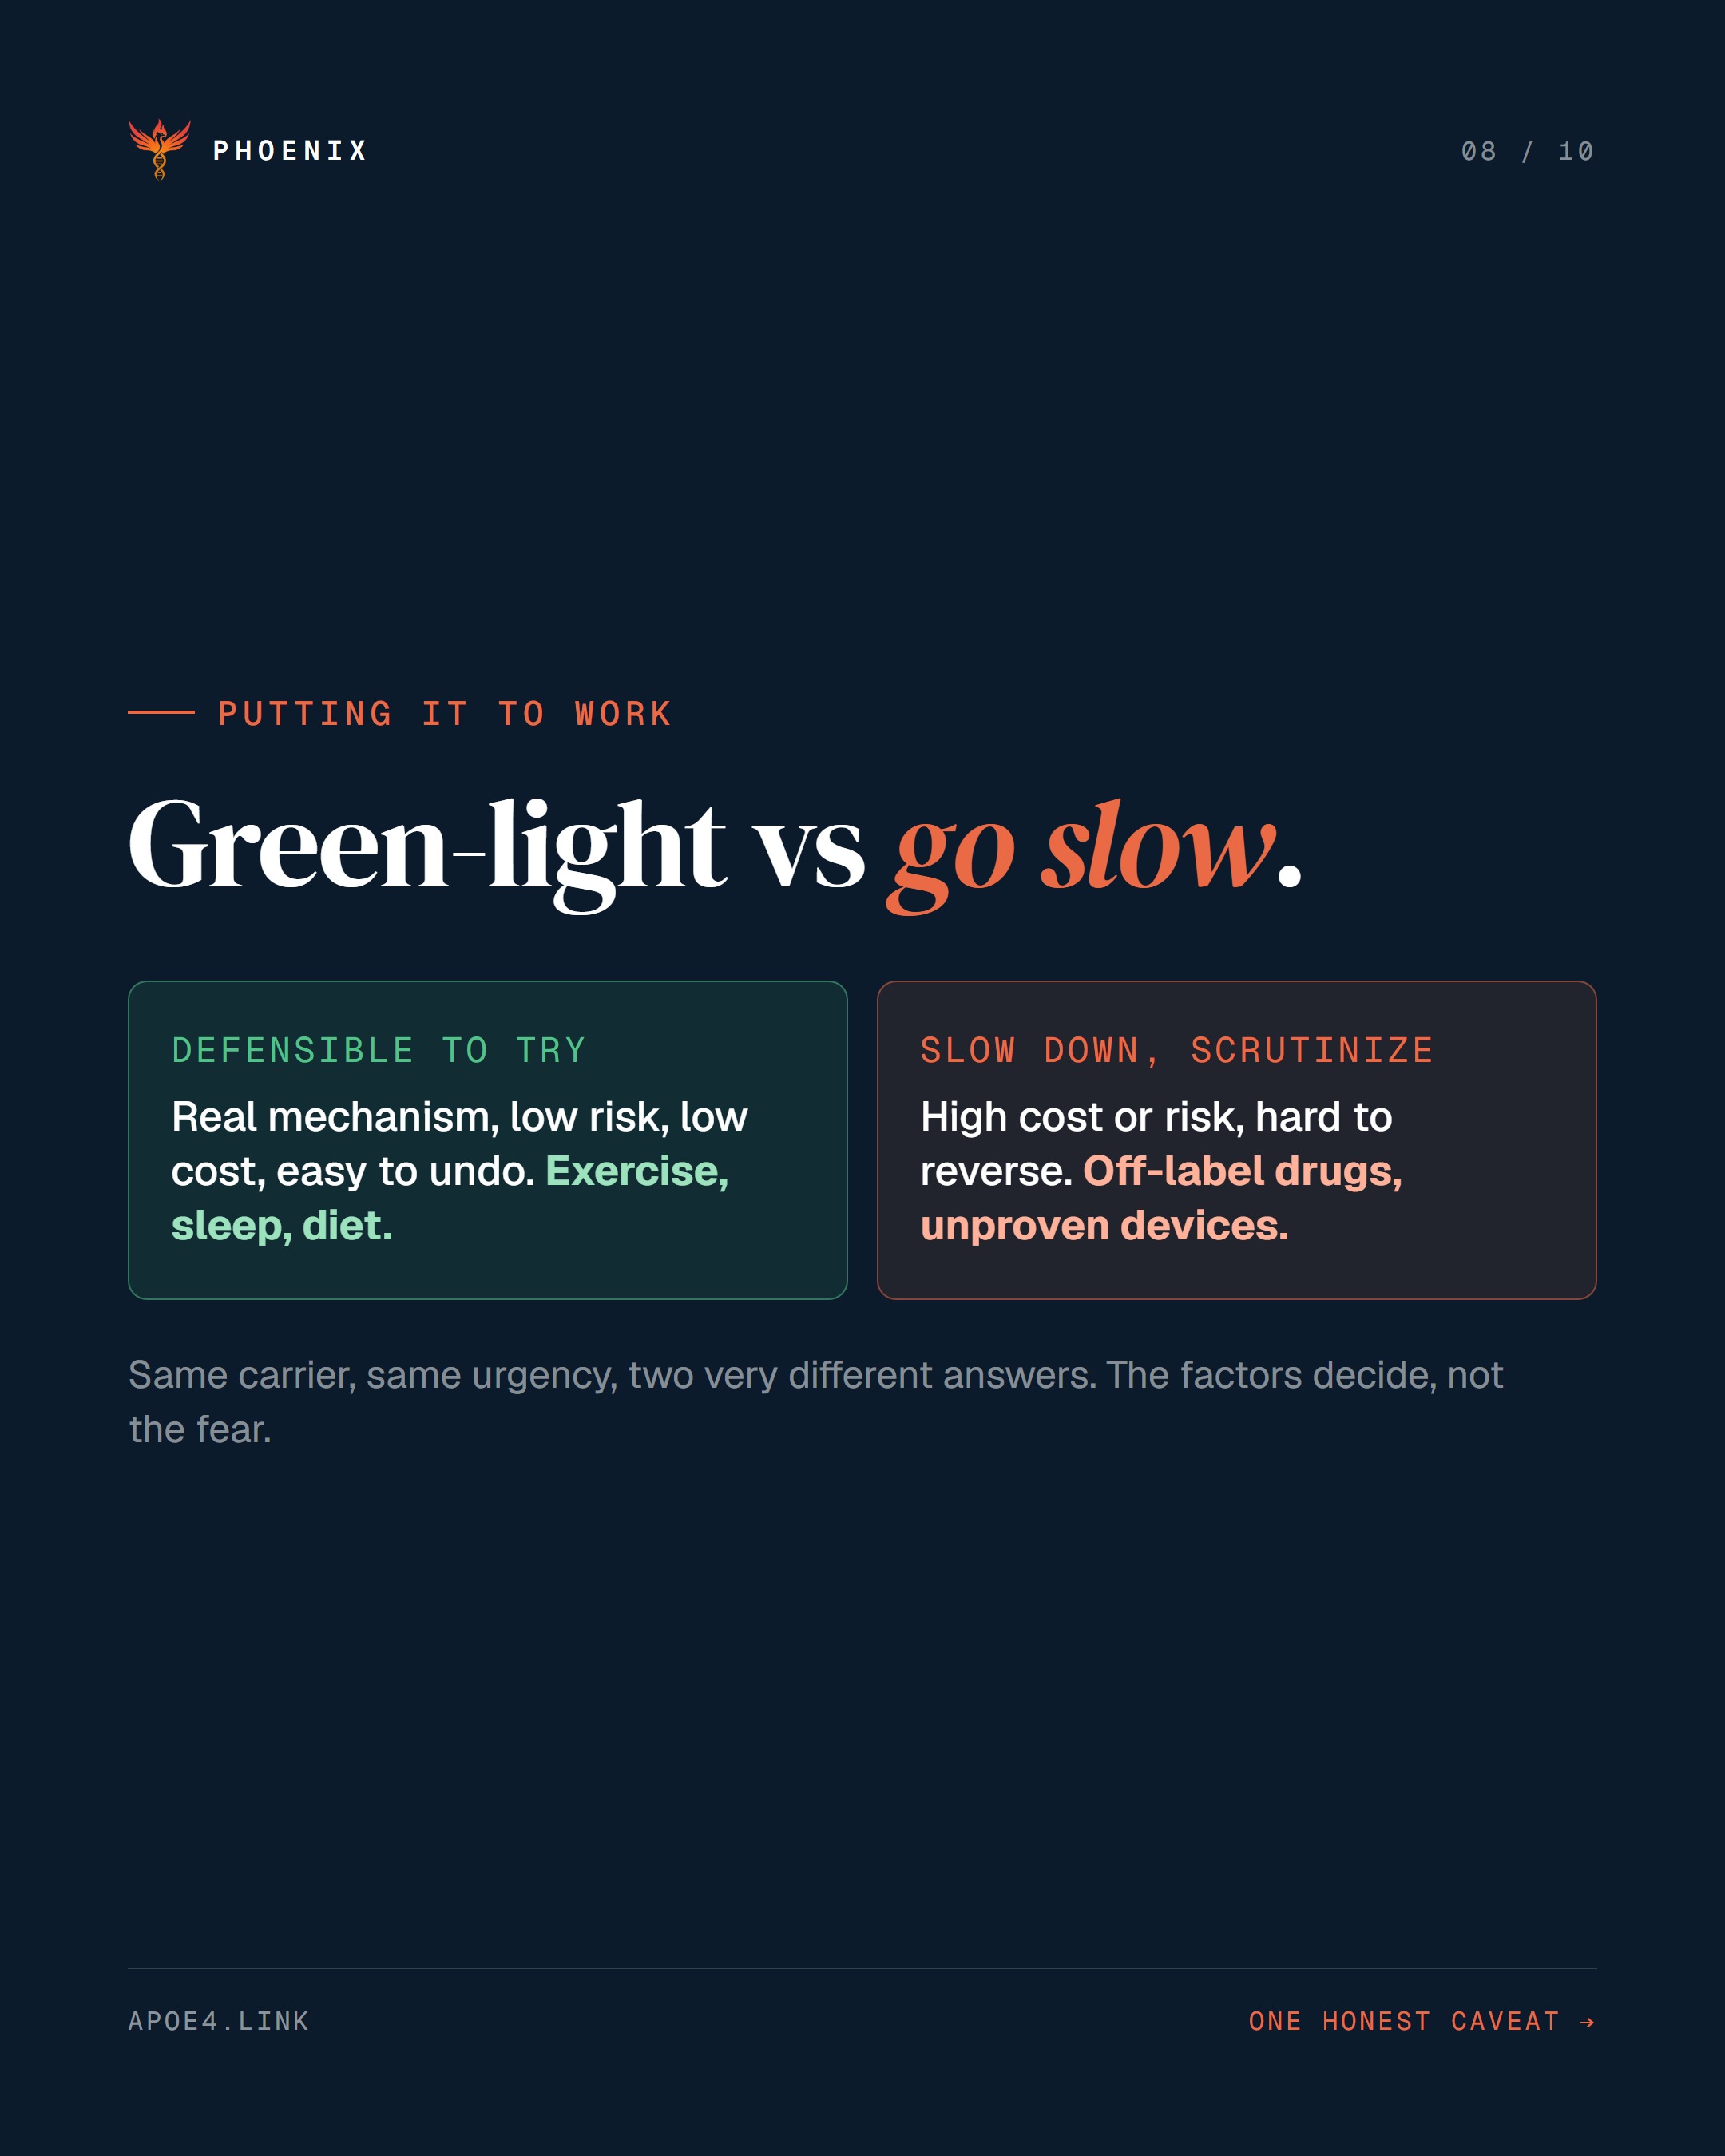 PHOENIX
08 / 10
PUTTING IT TO WORK
Green-light vs go slow.
DEFENSIBLE TO TRY
Real mechanism, low risk, low
cost, easy to undo. Exercise,
sleep, diet.
SLOW DOWN, SCRUTINIZE
High cost or risk, hard to
reverse. Off-label drugs,
unproven devices.
Same carrier, same urgency, two very different answers. The factors decide, not
the fear.
APOE4.LINK
ONE HONEST CAVEAT →